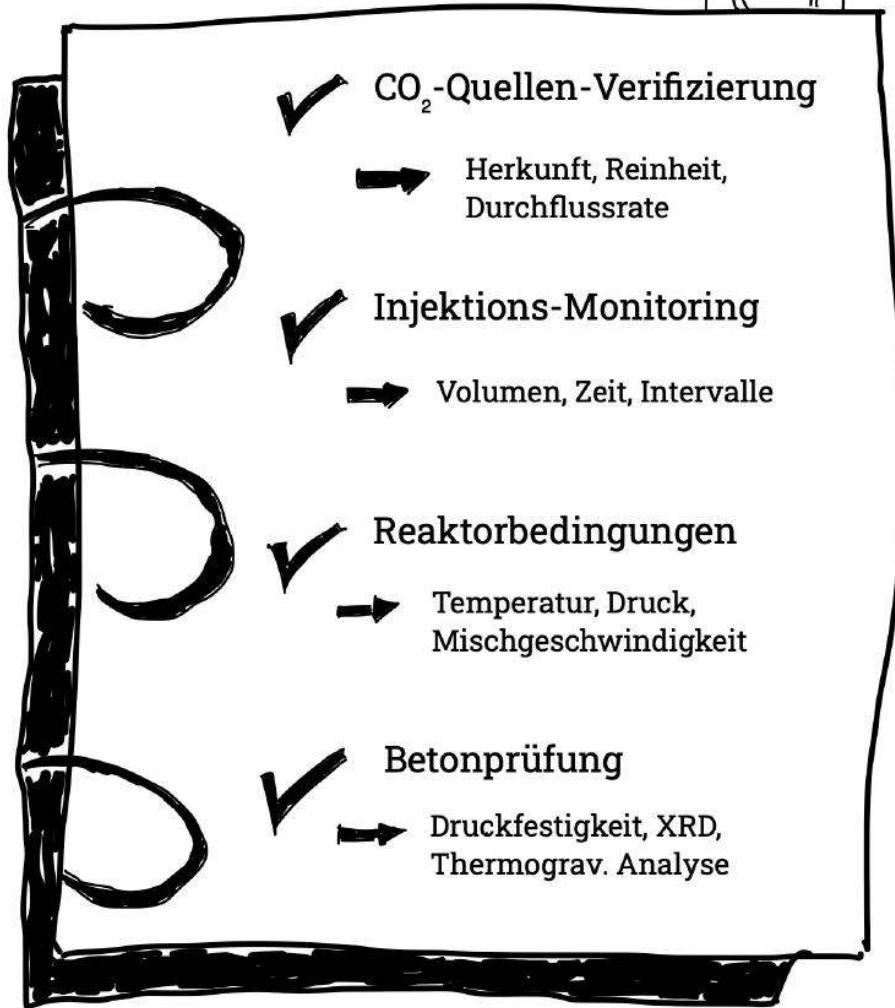 CO₂-Quellen-Verifizierung
Herkunft, Reinheit,
Durchflussrate
Injektions-Monitoring
Volumen, Zeit, Intervalle
Reaktorbedingungen
Temperatur, Druck,
Mischgeschwindigkeit
Betonprüfung
Druckfestigkeit, XRD,
Thermograv. Analyse